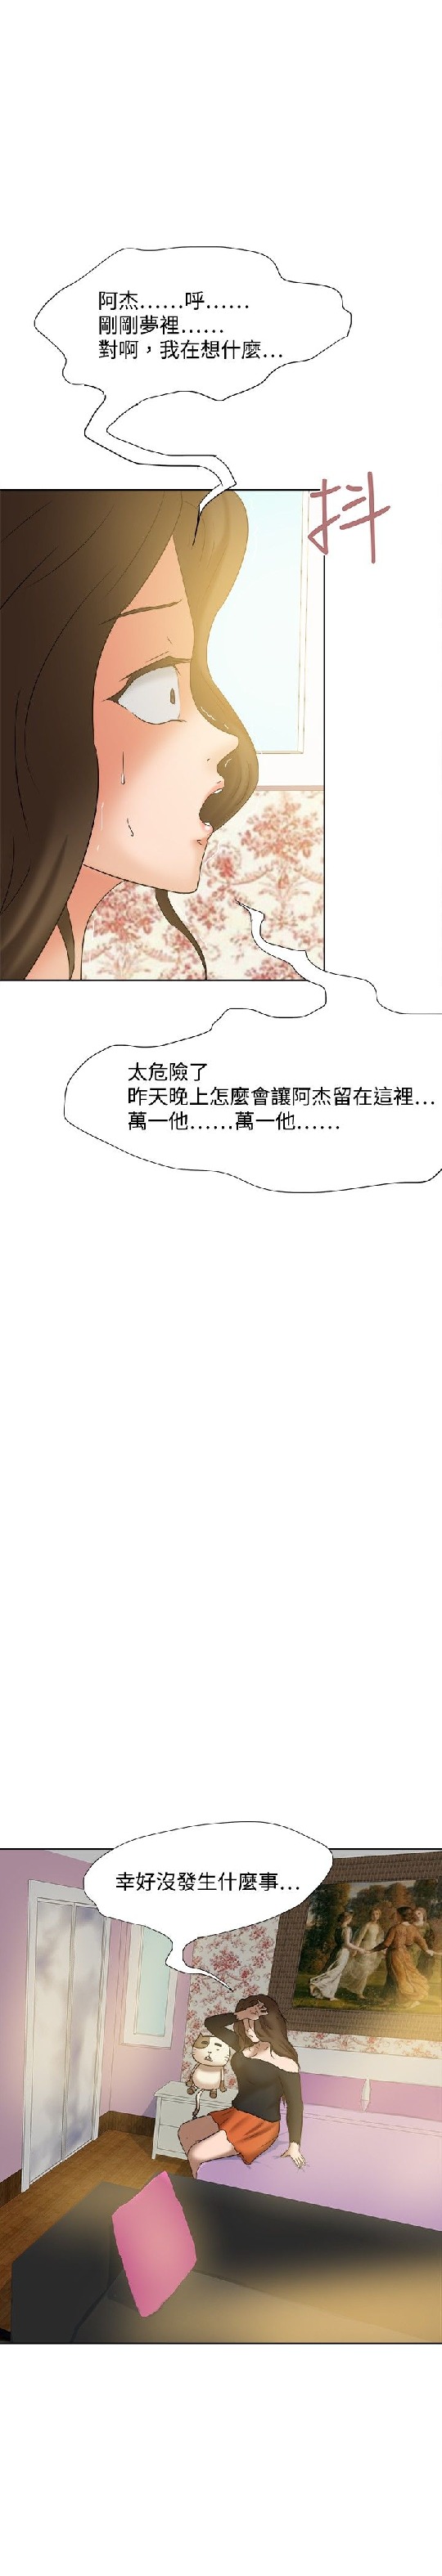 阿杰……呼……
剛剛夢裡……
對啊，我在想什麼…
抖
太危險了
昨天晚上怎麼會讓阿杰留在這裡…
萬一他……萬一他……
幸好沒發生什麼事…